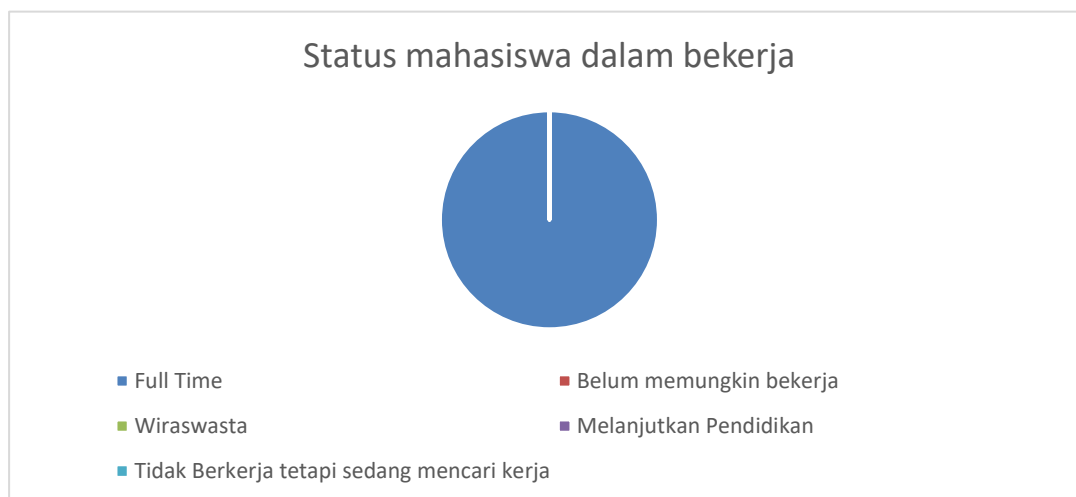 Status mahasiswa dalam bekerja
Full Time
Belum memungkin bekerja
Wiraswasta
Melanjutkan Pendidikan
Tidak Berkerja tetapi sedang mencari kerja